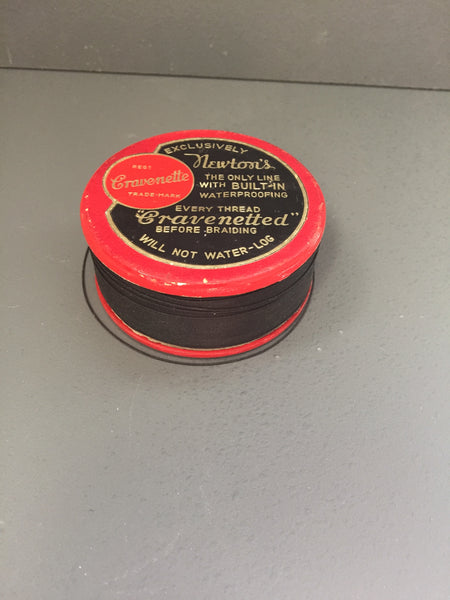 EXCLUSIVELY
Newton's
THE ONLY LINE
WITH BUILT-IN
WATERPROOFING
EVERY THREAD
"Cravenetted"
BEFORE BRAIDING
WILL NOT WATER-LOG
REGT
Cravenette
TRADE-MARK